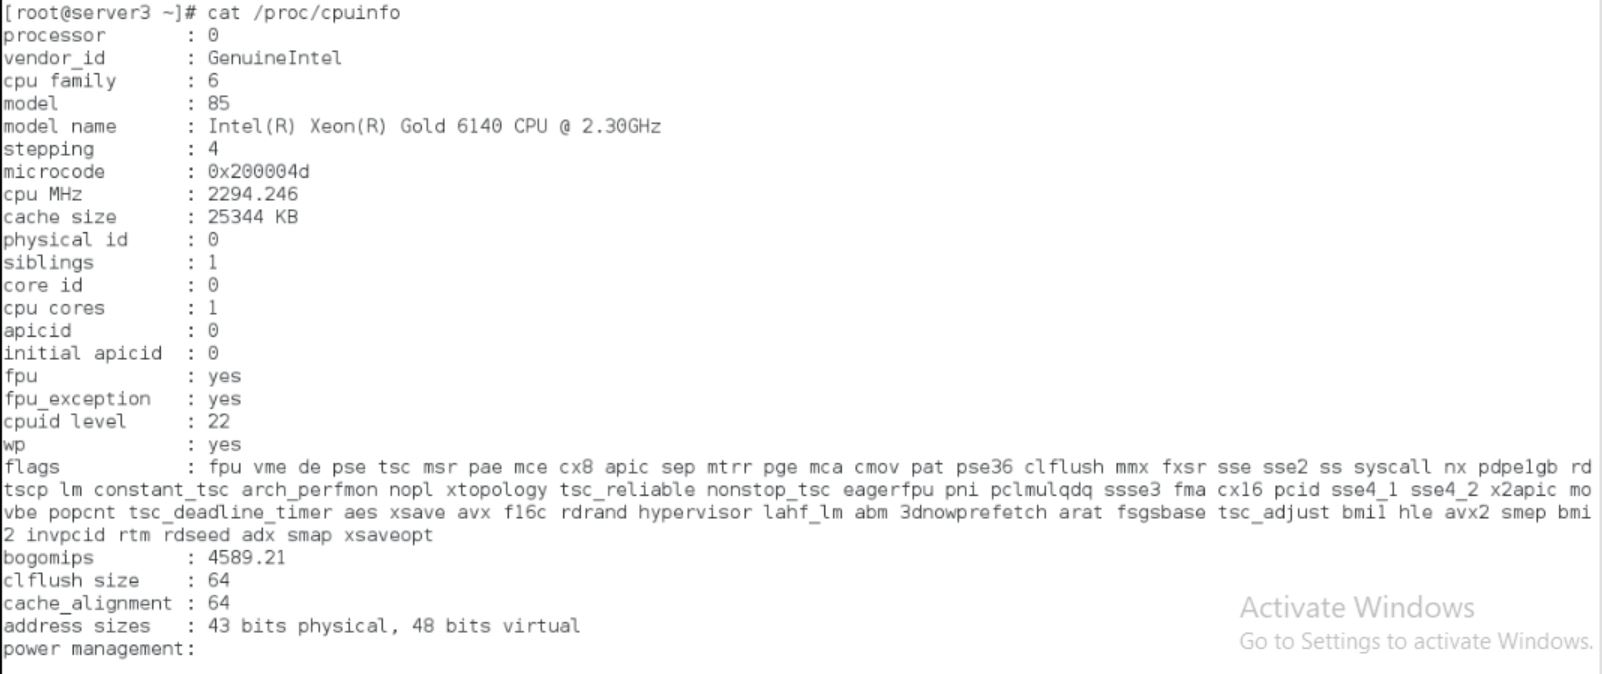 [root@server3 ~]# cat /proc/cpuinfo
processor : 0
vendor_id : GenuineIntel
cpu family : 6
model : 85
model name : Intel(R) Xeon(R) Gold 6140 CPU @ 2.30GHz
stepping : 4
microcode : 0x200004d
cpu MHz : 2294.246
cache size : 25344 KB
physical id : 0
siblings : 1
core id : 0
cpu cores : 1
apicid : 0
initial apicid : 0
fpu : yes
fpu_exception : yes
cpuid level : 22
wp : yes
flags : fpu vme de pse tsc msr pae mce cx8 apic sep mtrr pge mca cmov pat pse36 clflush mmx fxsr sse sse2 ss syscall nx pdpe1gb rd
tscp lm constant_tsc arch_perfmon nopl xtopology tsc_reliable nonstop_tsc eagerfpu pni pclmulqdq ssse3 fma cx16 pcid sse4_1 sse4_2 x2apic mo
vbe popcnt tsc_deadline_timer aes xsave avx f16c rdrand hypervisor lahf_lm abm 3dnowprefetch arat fsgsbase tsc_adjust bmi1 hle avx2 smep bmi
2 invpcid rtm rdseed adx smap xsaveopt
bogomips : 4589.21
clflush size : 64
cache_alignment : 64
address sizes : 43 bits physical, 48 bits virtual
power management:
Activate Windows
Go to Settings to activate Windows.